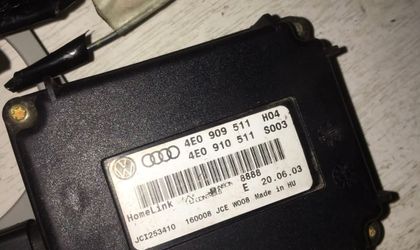 4E0 909 511 H04
4E0 910 511 S003
HomeLink
8888
E 20.06.03
JCI253410 160008 JCE W008 Made in HU